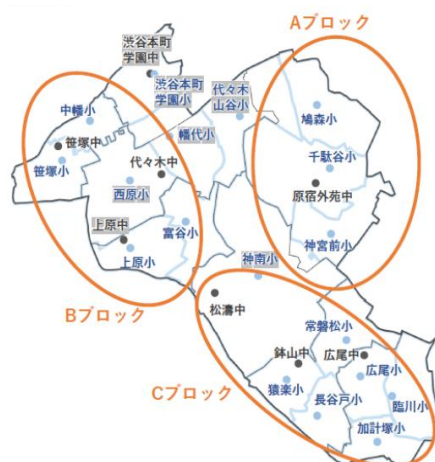 Aブロック
渋谷本町
学園中
渋谷本町
学園小
代々木
山谷小
中幡小
鳩森小
幡代小
笹塚中
代々木中
千駄谷小
笹塚小
西原小
原宿外苑中
上原中
富谷小
神宮前小
上原小
神南小
Bブロック
松濤中
常磐松小
鉢山中
広尾中
Cブロック
猿楽小
広尾小
長谷戸小
臨川小
加計塚小